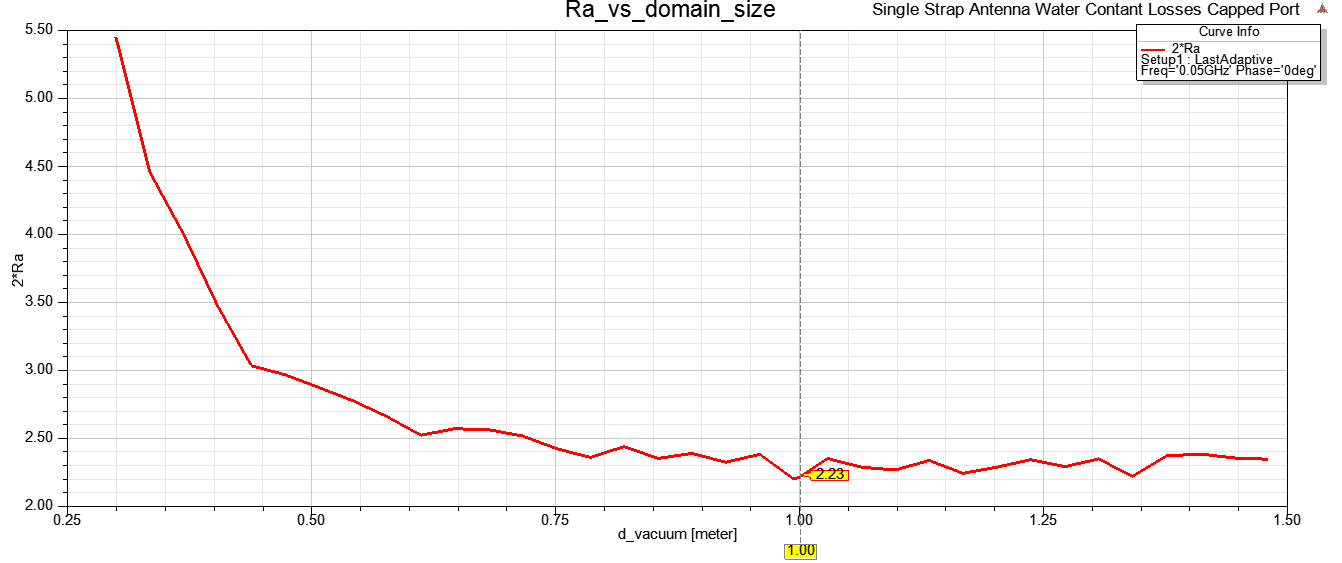 Ra_vs_domain_size
Single Strap Antenna Water Contant Losses Capped Port
Curve Info
2*Ra
Setup1 : LastAdaptive
Freq='0.05GHz' Phase='0deg'
5.50
5.00
4.50
4.00
3.50
3.00
2.50
2.00
2*Ra
2.23
0.25 0.50 0.75 1.00 1.25 1.50
d_vacuum [meter]
1.00